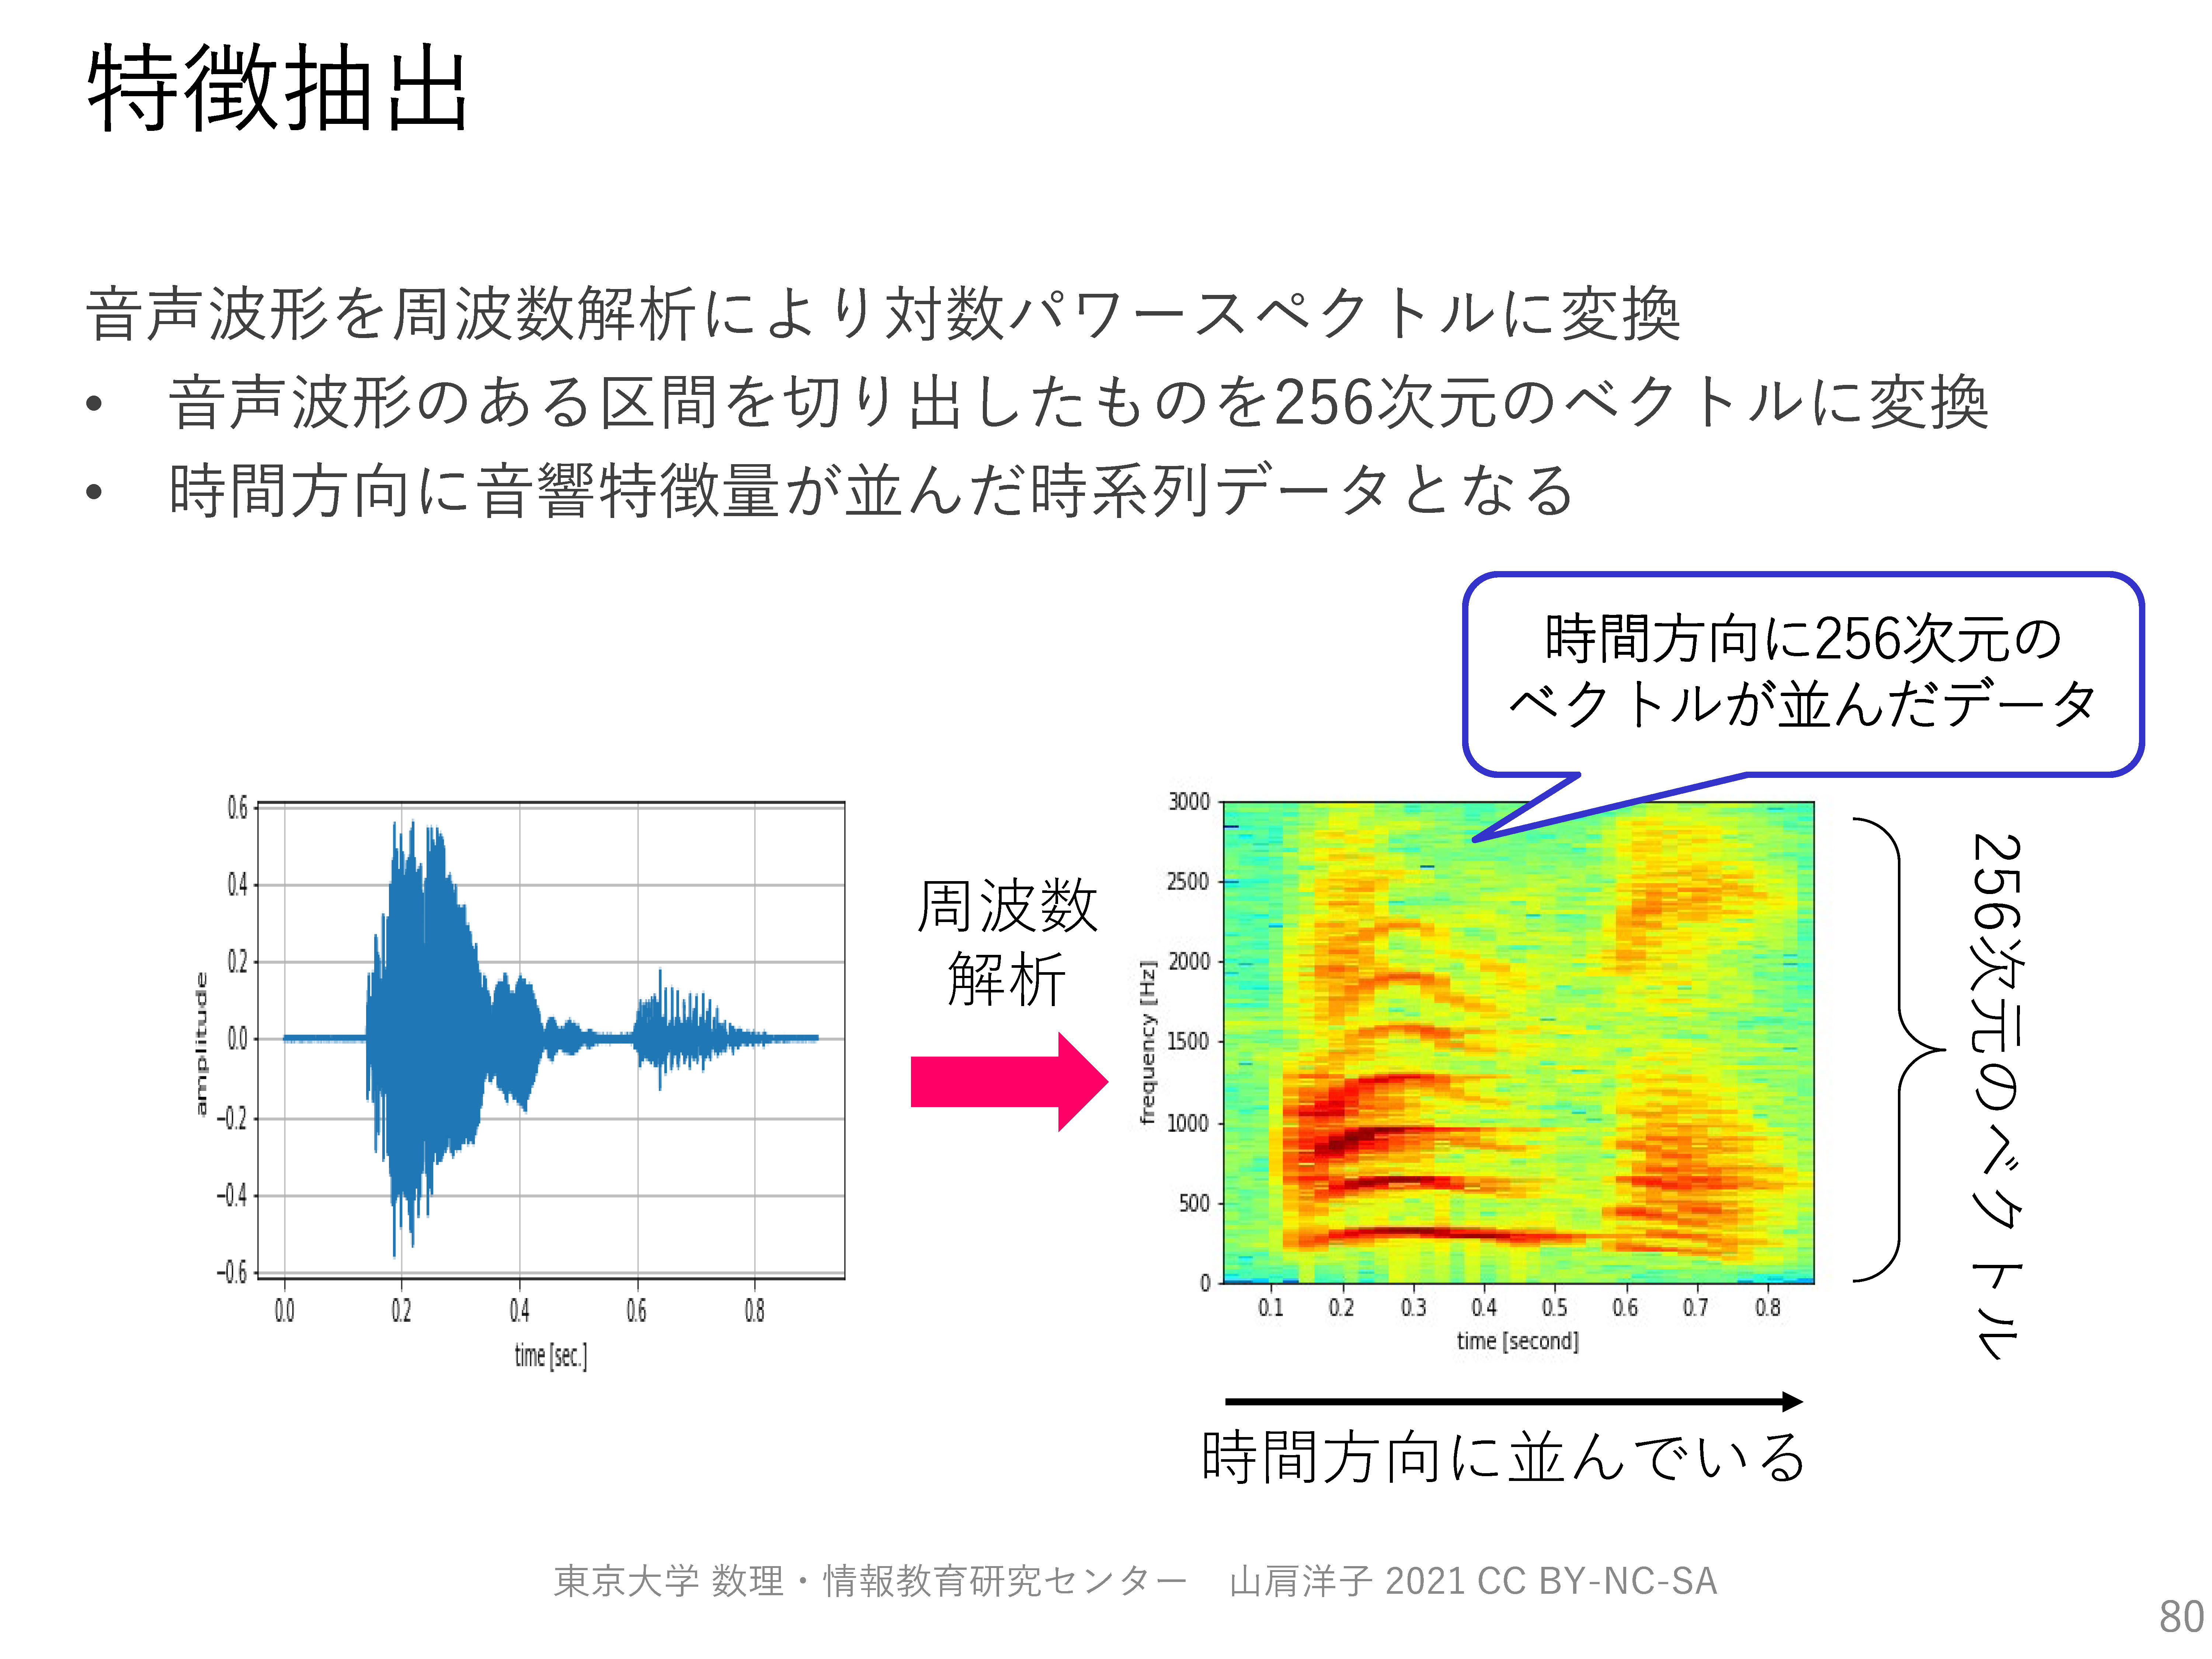 特徴抽出
音声波形を周波数解析により対数パワースペクトルに変換
• 音声波形のある区間を切り出したものを256次元のベクトルに変換
• 時間方向に音響特徴量が並んだ時系列データとなる
時間方向に256次元の
ベクトルが並んだデータ
0.6
0.4
0.2
0.0
−0.2
−0.4
−0.6
amplitude
0.0 0.2 0.4 0.6 0.8
time [sec.]
周波数
解析
3000
2500
2000
1500
1000
500
0
frequency [Hz]
0.1 0.2 0.3 0.4 0.5 0.6 0.7 0.8
time [second]
256次元のベクトル
時間方向に並んでいる
東京大学 数理・情報教育研究センター 山肩洋子 2021 CC BY-NC-SA
80